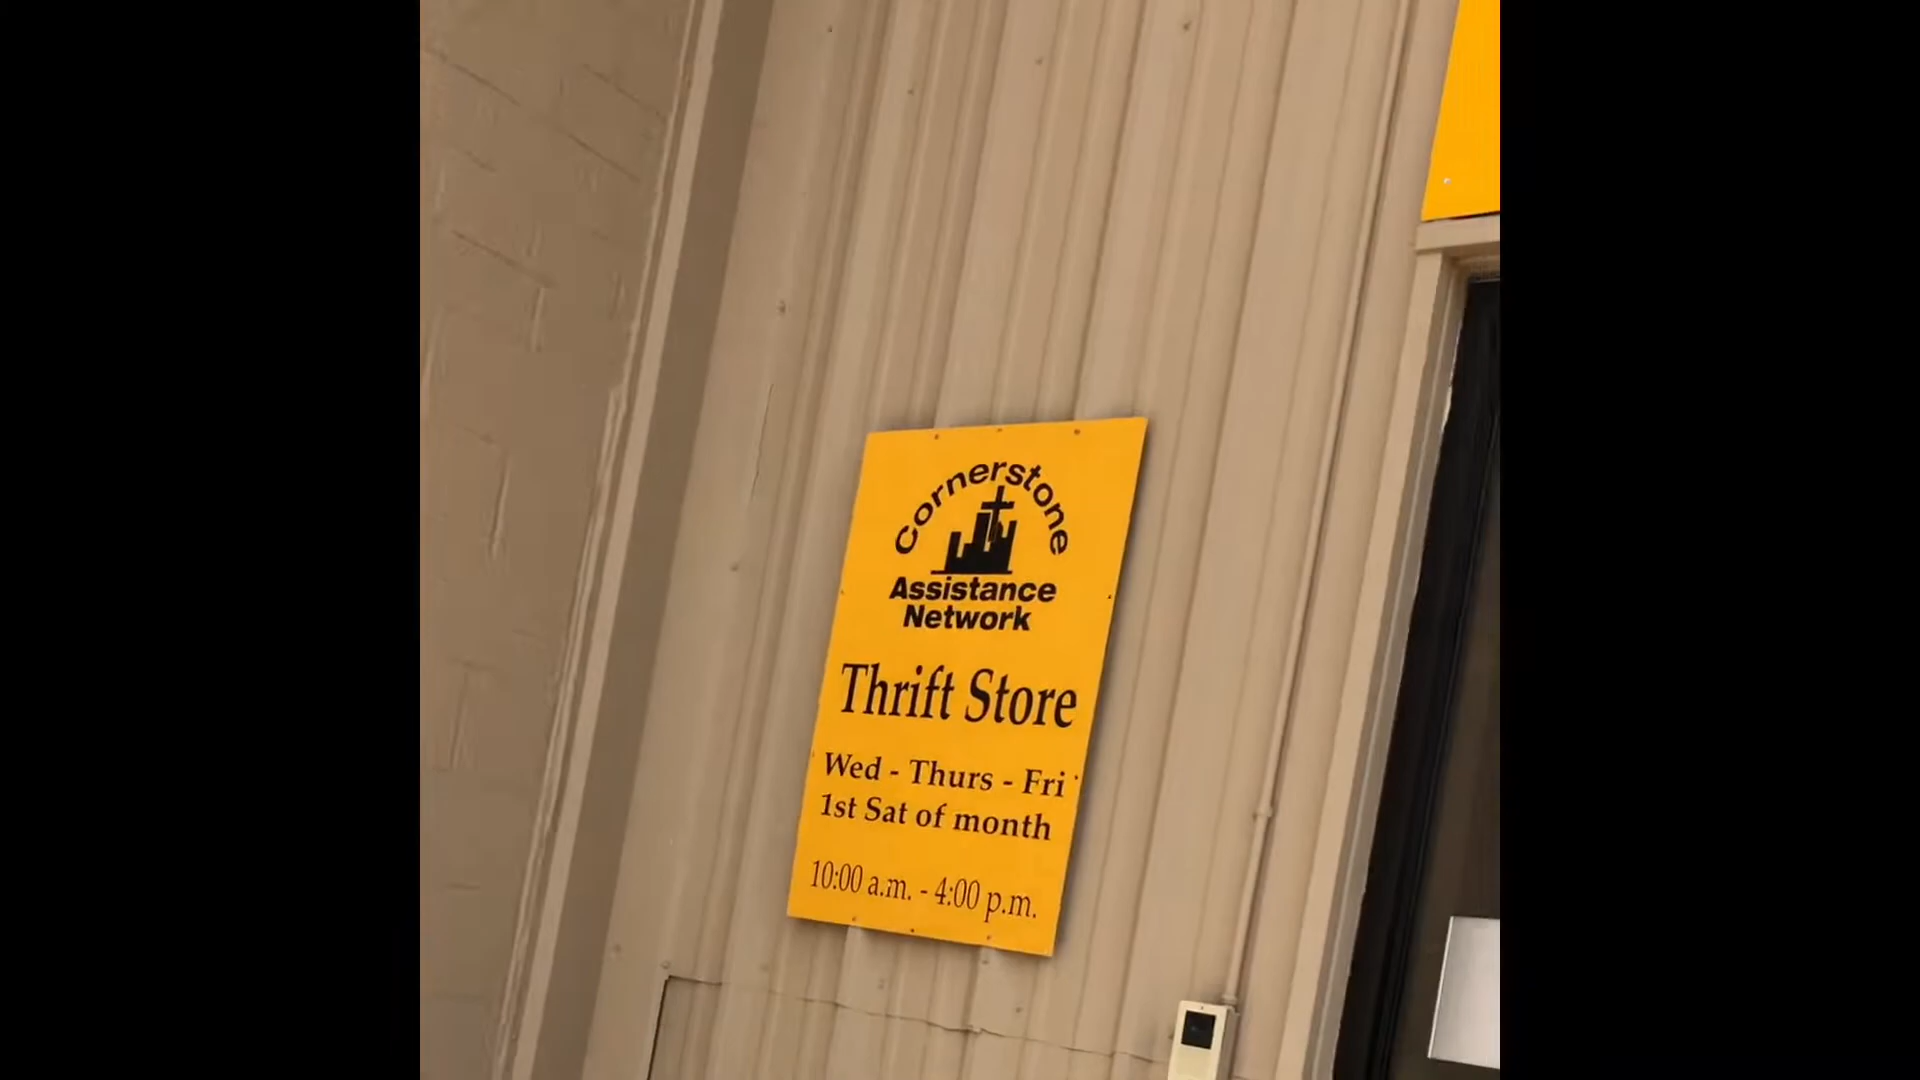 Cornerstone
Assistance
Network
Thrift Store
Wed - Thurs - Fri
1st Sat of month
10:00 a.m. - 4:00 p.m.